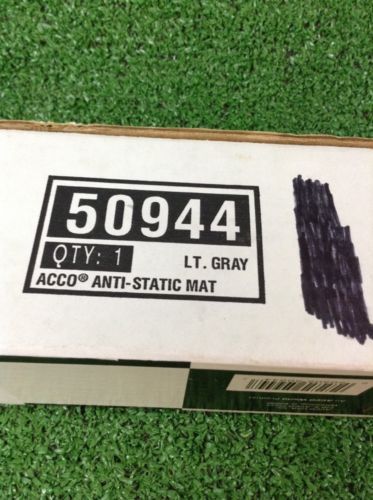 50944
QTY: 1 LT. GRAY
ACCO® ANTI-STATIC MAT